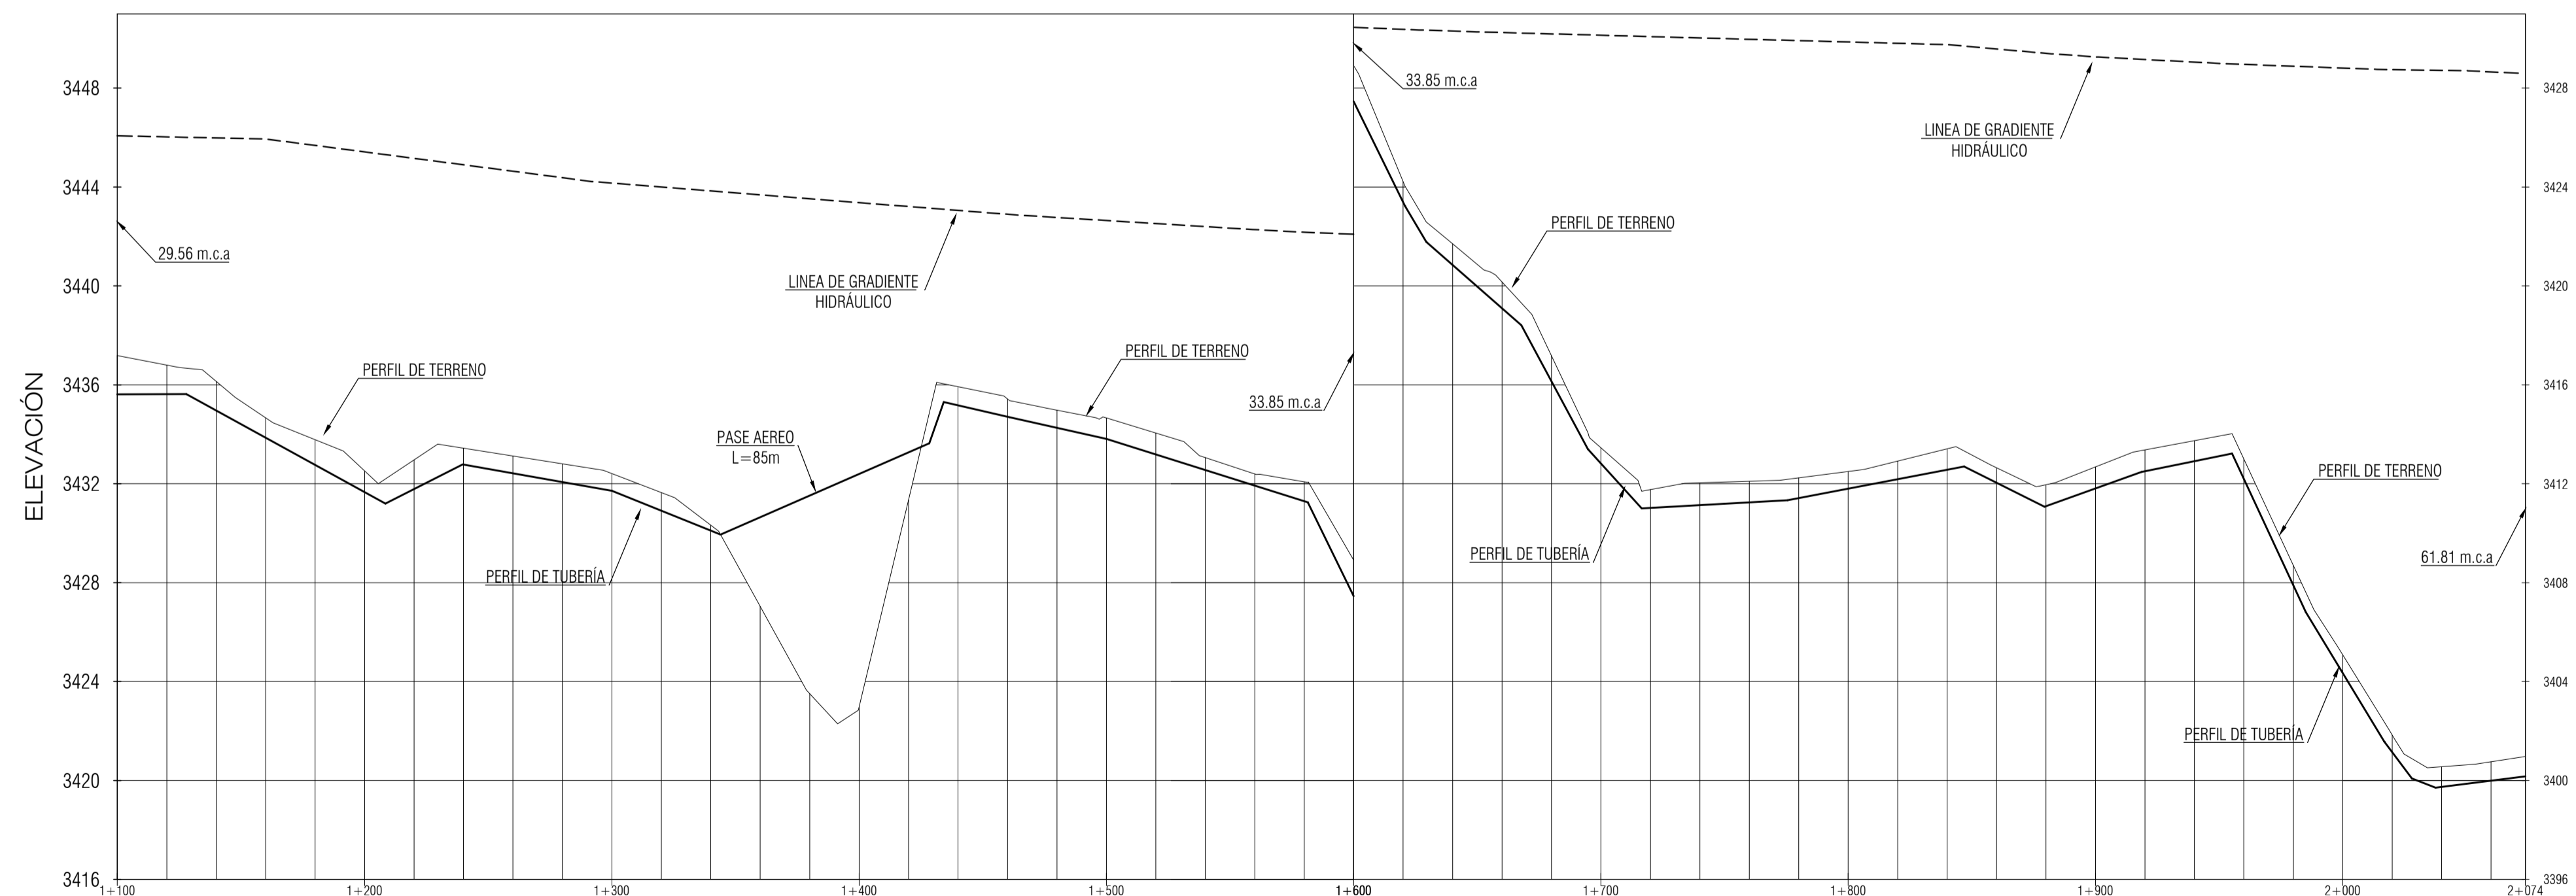 ELEVACIÓN
3448
3444
3440
3436
3432
3428
3424
3420
3416
29.56 m.c.a
PERFIL DE TERRENO
LINEA DE GRADIENTE
HIDRÁULICO
PASE AEREO
L=85m
PERFIL DE TUBERÍA
PERFIL DE TERRENO
33.85 m.c.a
33.85 m.c.a
PERFIL DE TERRENO
LINEA DE GRADIENTE
HIDRÁULICO
PERFIL DE TUBERÍA
PERFIL DE TERRENO
61.81 m.c.a
PERFIL DE TUBERÍA
3428
3424
3420
3416
3412
3408
3404
3400
3396
1+100
1+200
1+300
1+400
1+500
1+600
1+700
1+800
1+900
2+000
2+074